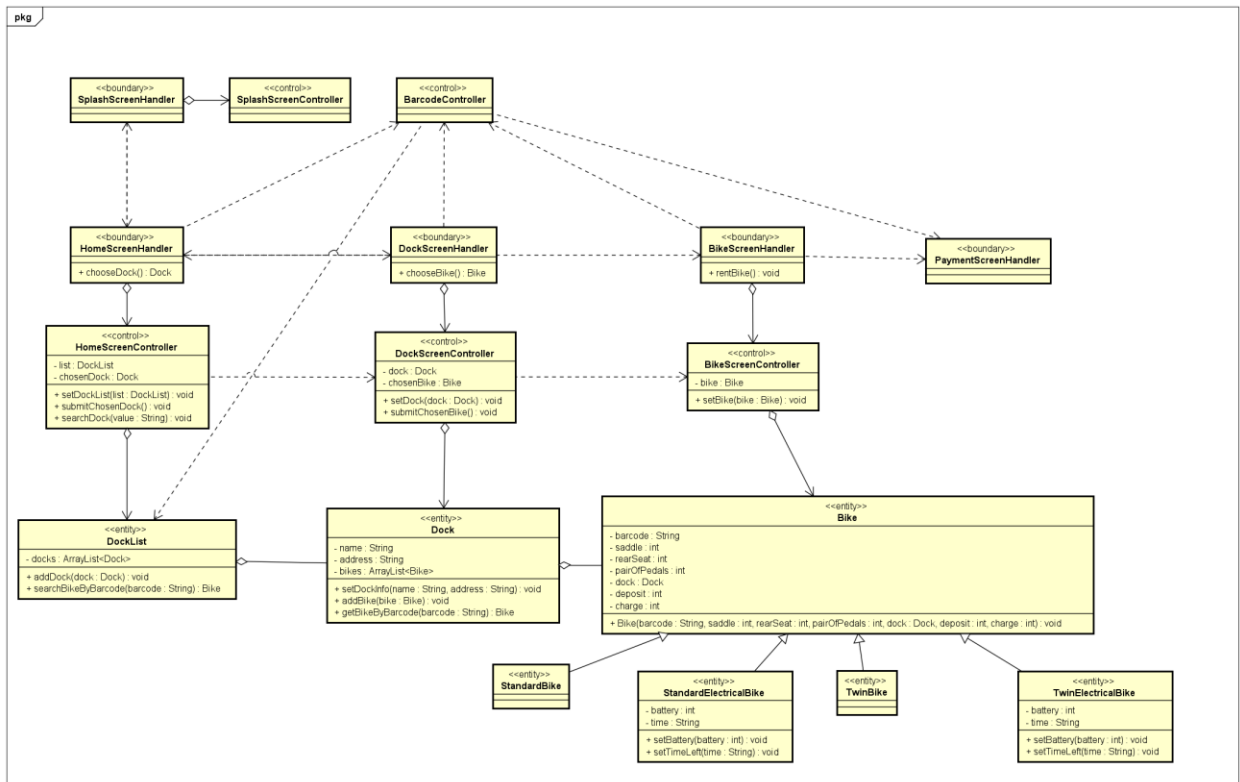 pkg
<<boundary>>
SplashScreenHandler
<<control>>
SplashScreenController
<<control>>
BarcodeController
<<boundary>>
HomeScreenHandler
+ chooseDock() : Dock
<<boundary>>
DockScreenHandler
+ chooseBike() : Bike
<<boundary>>
BikeScreenHandler
+ rentBike() : void
<<boundary>>
PaymentScreenHandler
<<control>>
HomeScreenController
- list : DockList
- chosenDock : Dock
+ setDockList(list : DockList) : void
+ submitChosenDock() : void
+ searchDock(value : String) : void
<<control>>
DockScreenController
- dock : Dock
- chosenBike : Bike
+ setDock(dock : Dock) : void
+ submitChosenBike() : void
<<control>>
BikeScreenController
- bike : Bike
+ setBike(bike : Bike) : void
<<entity>>
DockList
- docks : ArrayList<Dock>
+ addDock(dock : Dock) : void
+ searchBikeByBarcode(barcode : String) : Bike
<<entity>>
Dock
- name : String
- address : String
- bikes : ArrayList<Bike>
+ setDockInfo(name : String, address : String) : void
+ addBike(bike : Bike) : void
+ getBikeByBarcode(barcode : String) : Bike
<<entity>>
Bike
- barcode : String
- saddle : int
- rearSeat : int
- pairOfPedals : int
- dock : Dock
- deposit : int
- charge : int
+ Bike(barcode : String, saddle : int, rearSeat : int, pairOfPedals : int, dock : Dock, deposit : int, charge : int) : void
<<entity>>
StandardBike
<<entity>>
StandardElectricalBike
- battery : int
- time : String
+ setBattery(battery : int) : void
+ setTimeLeft(time : String) : void
<<entity>>
TwinBike
<<entity>>
TwinElectricalBike
- battery : int
- time : String
+ setBattery(battery : int) : void
+ setTimeLeft(time : String) : void